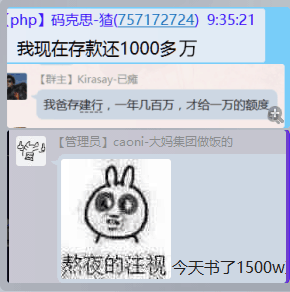 【php】码克思-猹(757172724) 9:35:21
我现在存款还1000多万
【群主】Kirasay-已瘫
我爸存建行，一年几百万，才给一万的额度
【管理员】caoni-大妈集团做饭的
熬夜的注视 今天书了1500w